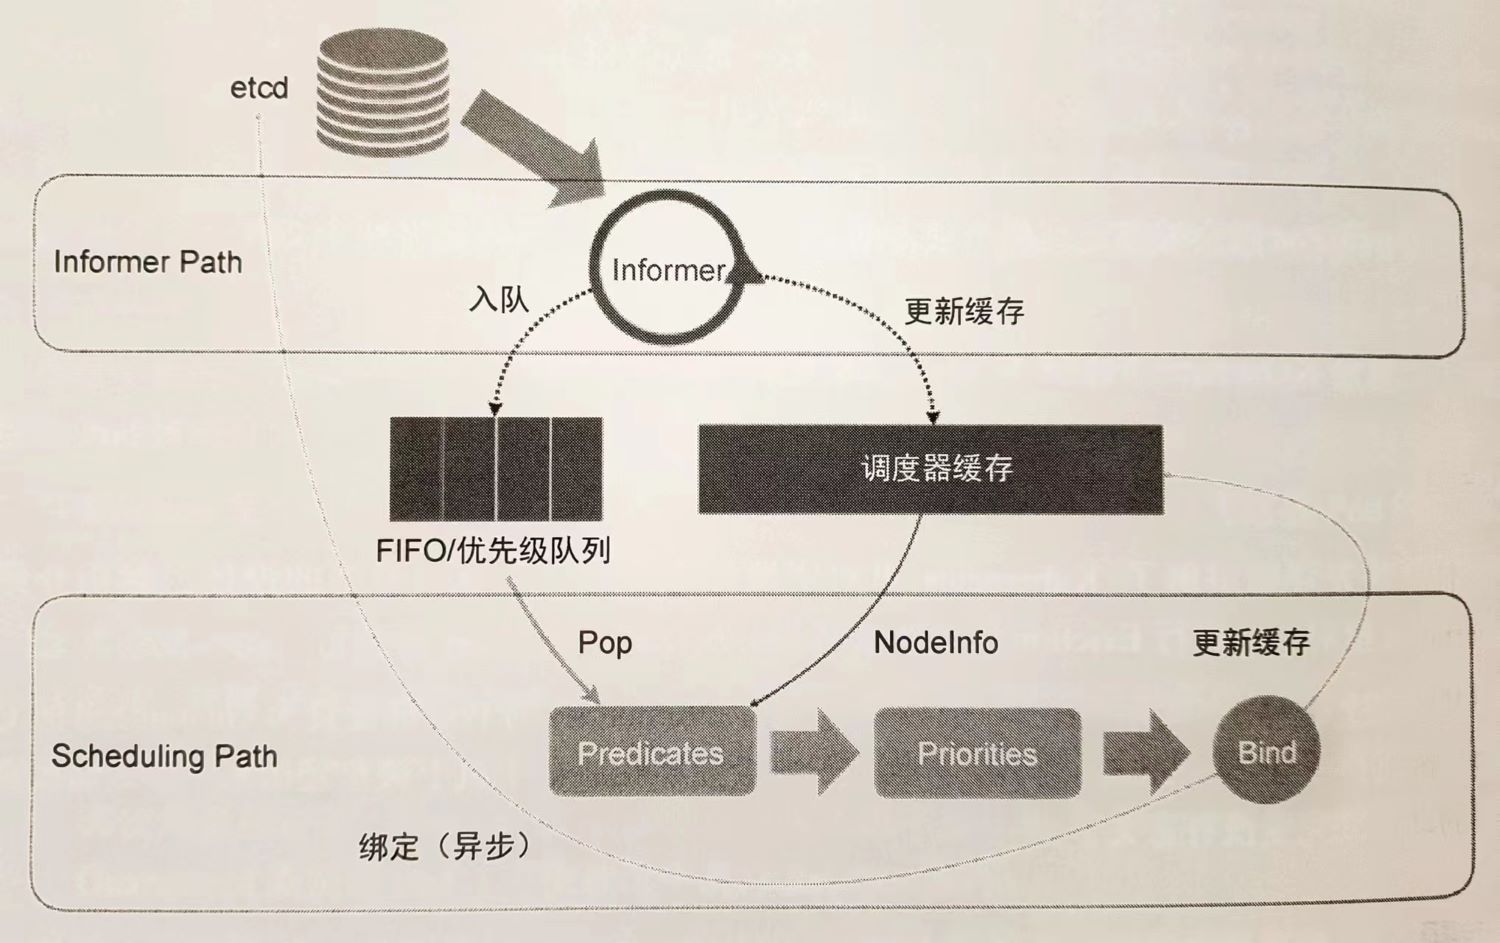 etcd
Informer Path
Informer
入队
更新缓存
调度器缓存
FIFO/优先级队列
Pop
NodeInfo
更新缓存
Scheduling Path
Predicates
Priorities
Bind
绑定（异步）